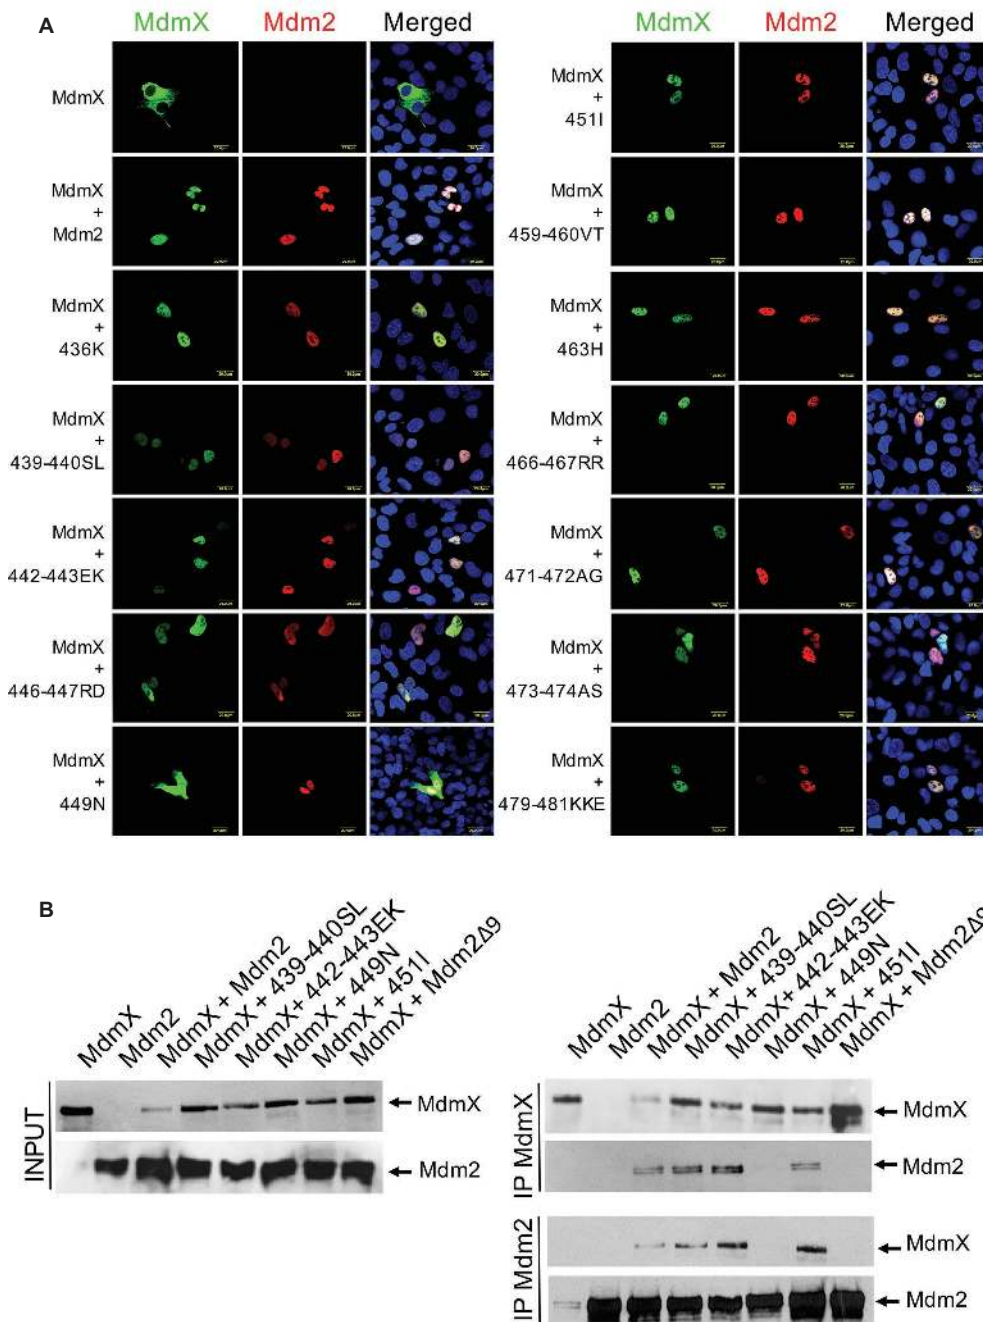 A
MdmX Mdm2 Merged
MdmX
MdmX
+
Mdm2
MdmX
+
436K
MdmX
+
439-440SL
MdmX
+
442-443EK
MdmX
+
446-447RD
MdmX
+
449N
MdmX Mdm2 Merged
MdmX
+
451I
MdmX
+
459-460VT
MdmX
+
463H
MdmX
+
466-467RR
MdmX
+
471-472AG
MdmX
+
473-474AS
MdmX
+
479-481KKE
B
MdmX
Mdm2
MdmX + Mdm2
MdmX + 439-440SL
MdmX+ 442-443EK
MdmX + 449N
MdmX + 451I
MdmX + Mdm2Δ9
INPUT
MdmX
Mdm2
MdmX
Mdm2
MdmX + Mdm2
MdmX + 439-440SL
MdmX+ 442-443EK
MdmX + 449N
MdmX + 451I
MdmX + Mdm2Δ9
IP MdmX
MdmX
Mdm2
IP Mdm2
MdmX
Mdm2